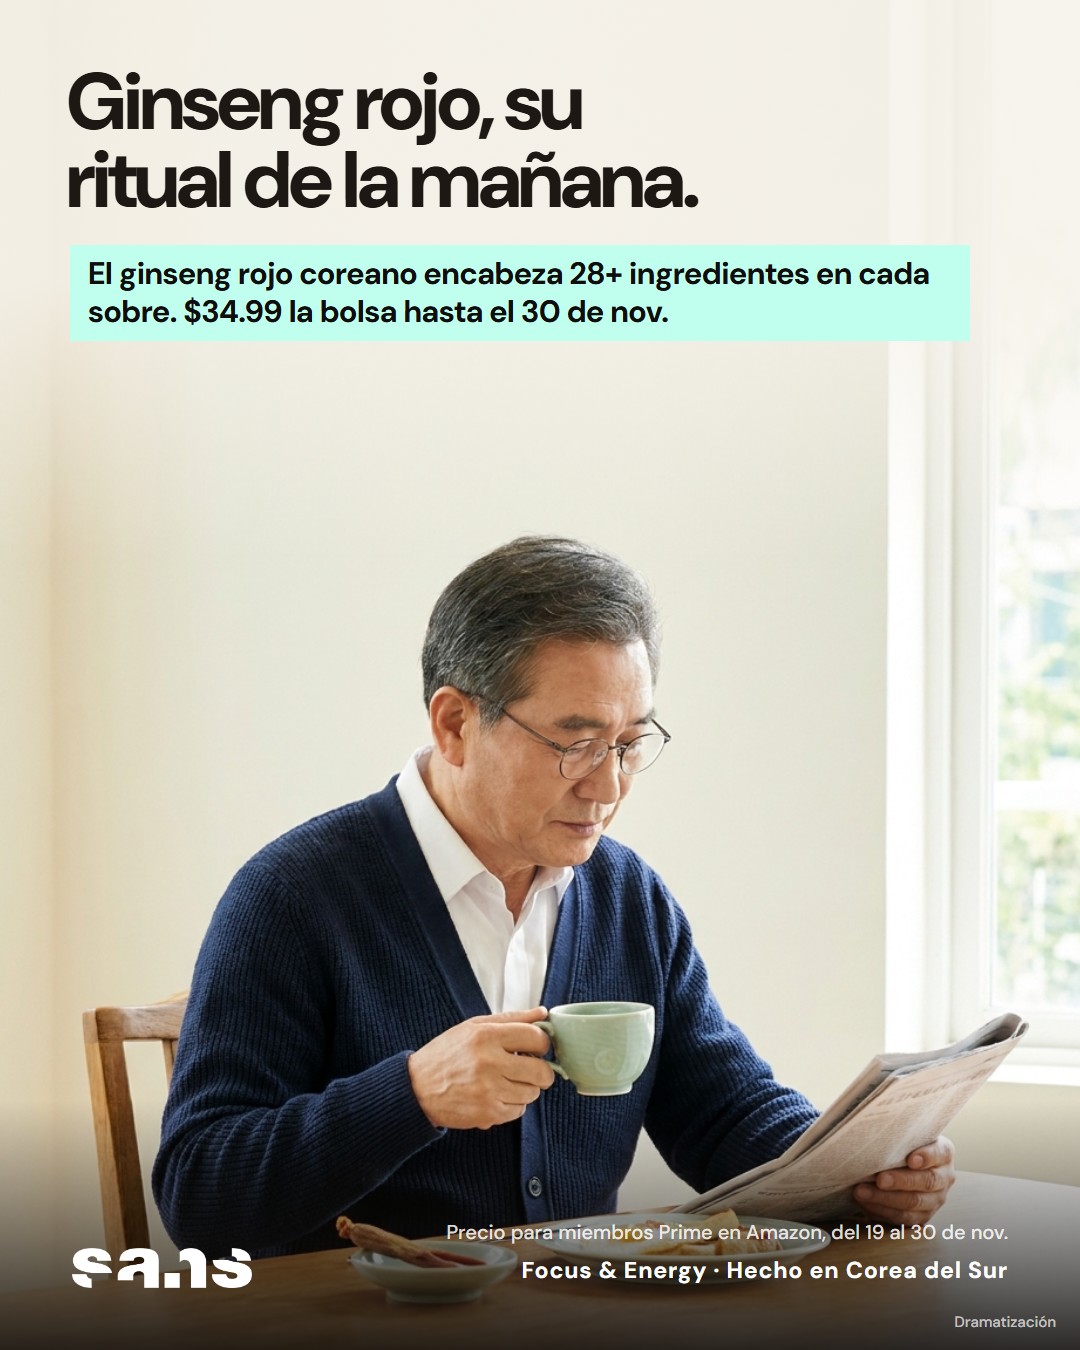 Ginseng rojo, su
ritual de la mañana.
El ginseng rojo coreano encabeza 28+ ingredientes en cada
sobre. $34.99 la bolsa hasta el 30 de nov.
Precio para miembros Prime en Amazon, del 19 al 30 de nov.
sans
Focus & Energy · Hecho en Corea del Sur
Dramatización